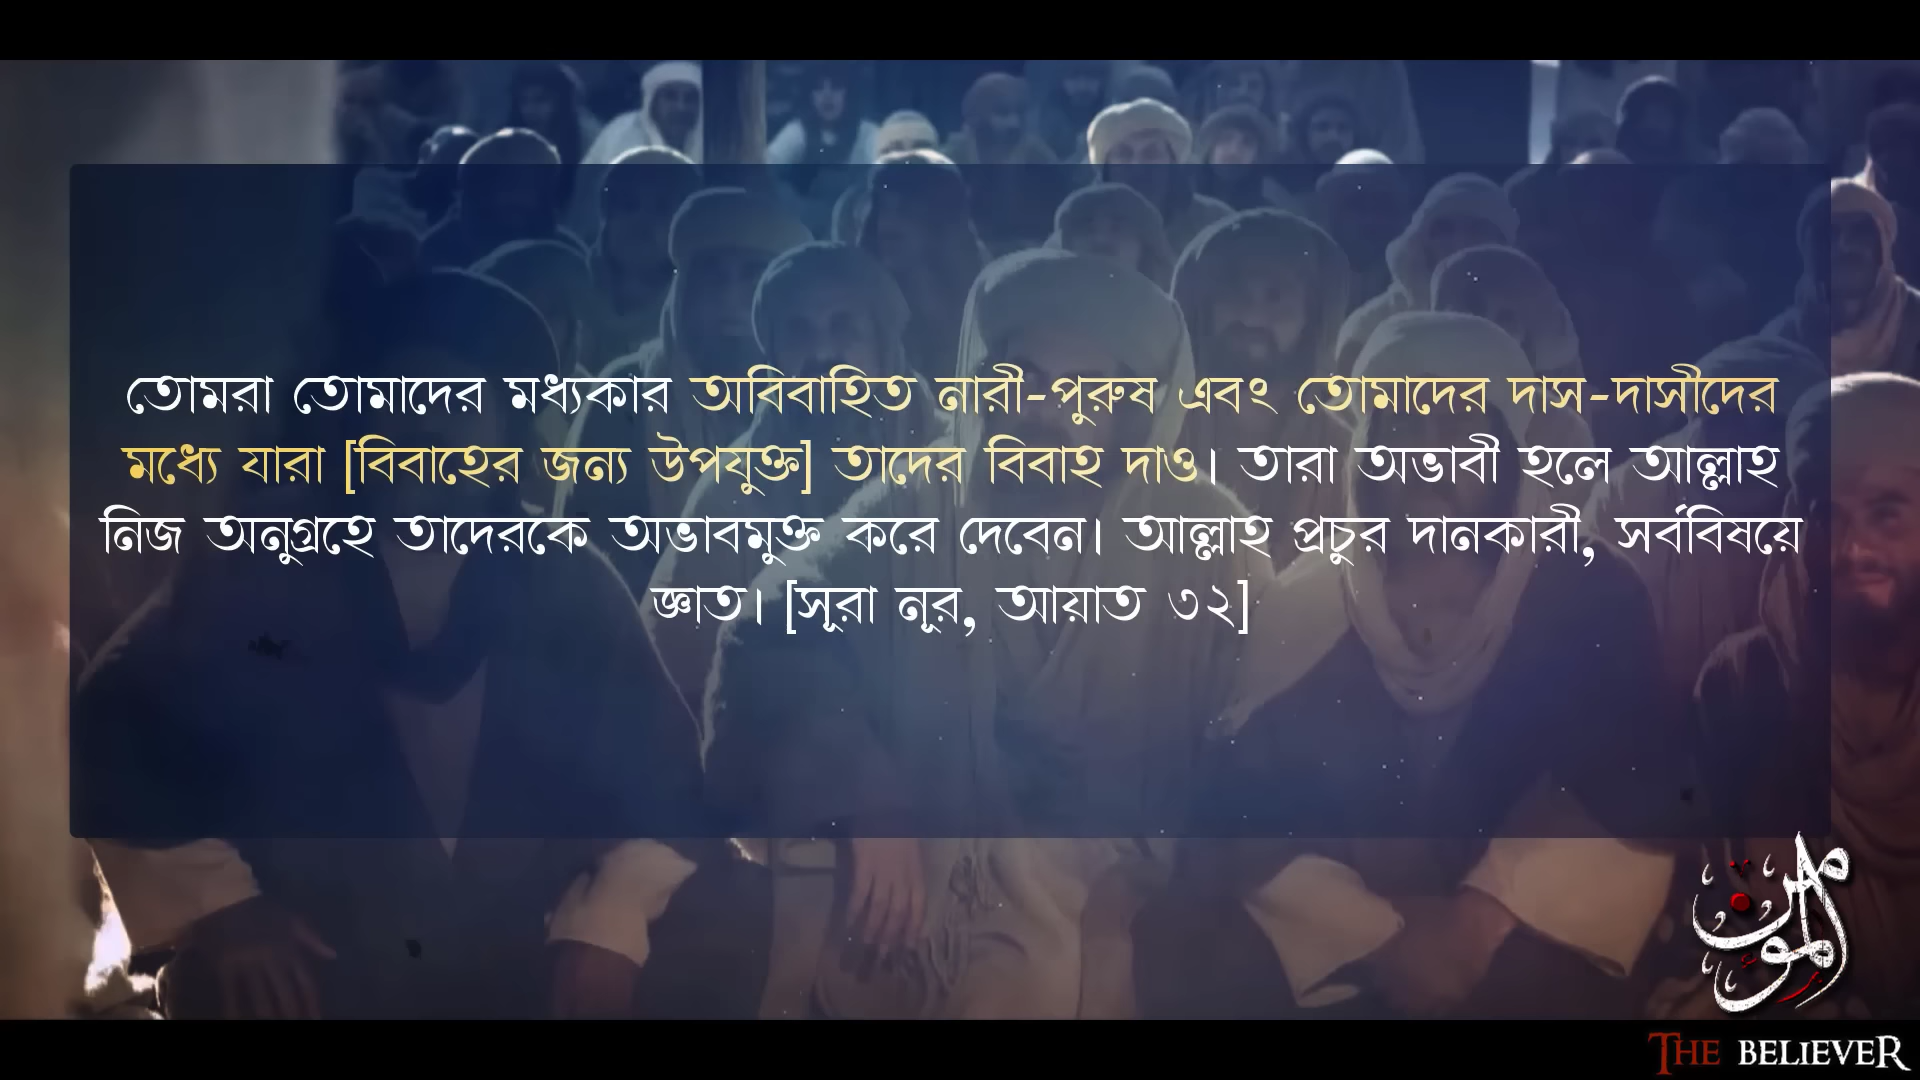 তোমরা তোমাদের মধ্যকার অবিবাহিত নারী-পুরুষ এবং তোমাদের দাস-দাসীদের
মধ্যে যারা [বিবাহের জন্য উপযুক্ত] তাদের বিবাহ দাও। তারা অভাবী হলে আল্লাহ
নিজ অনুগ্রহে তাদেরকে অভাবমুক্ত করে দেবেন। আল্লাহ প্রচুর দানকারী, সর্ববিষয়ে
জ্ঞাত। [সূরা নূর, আয়াত ৩২]
المؤمن
THE BELIEVER